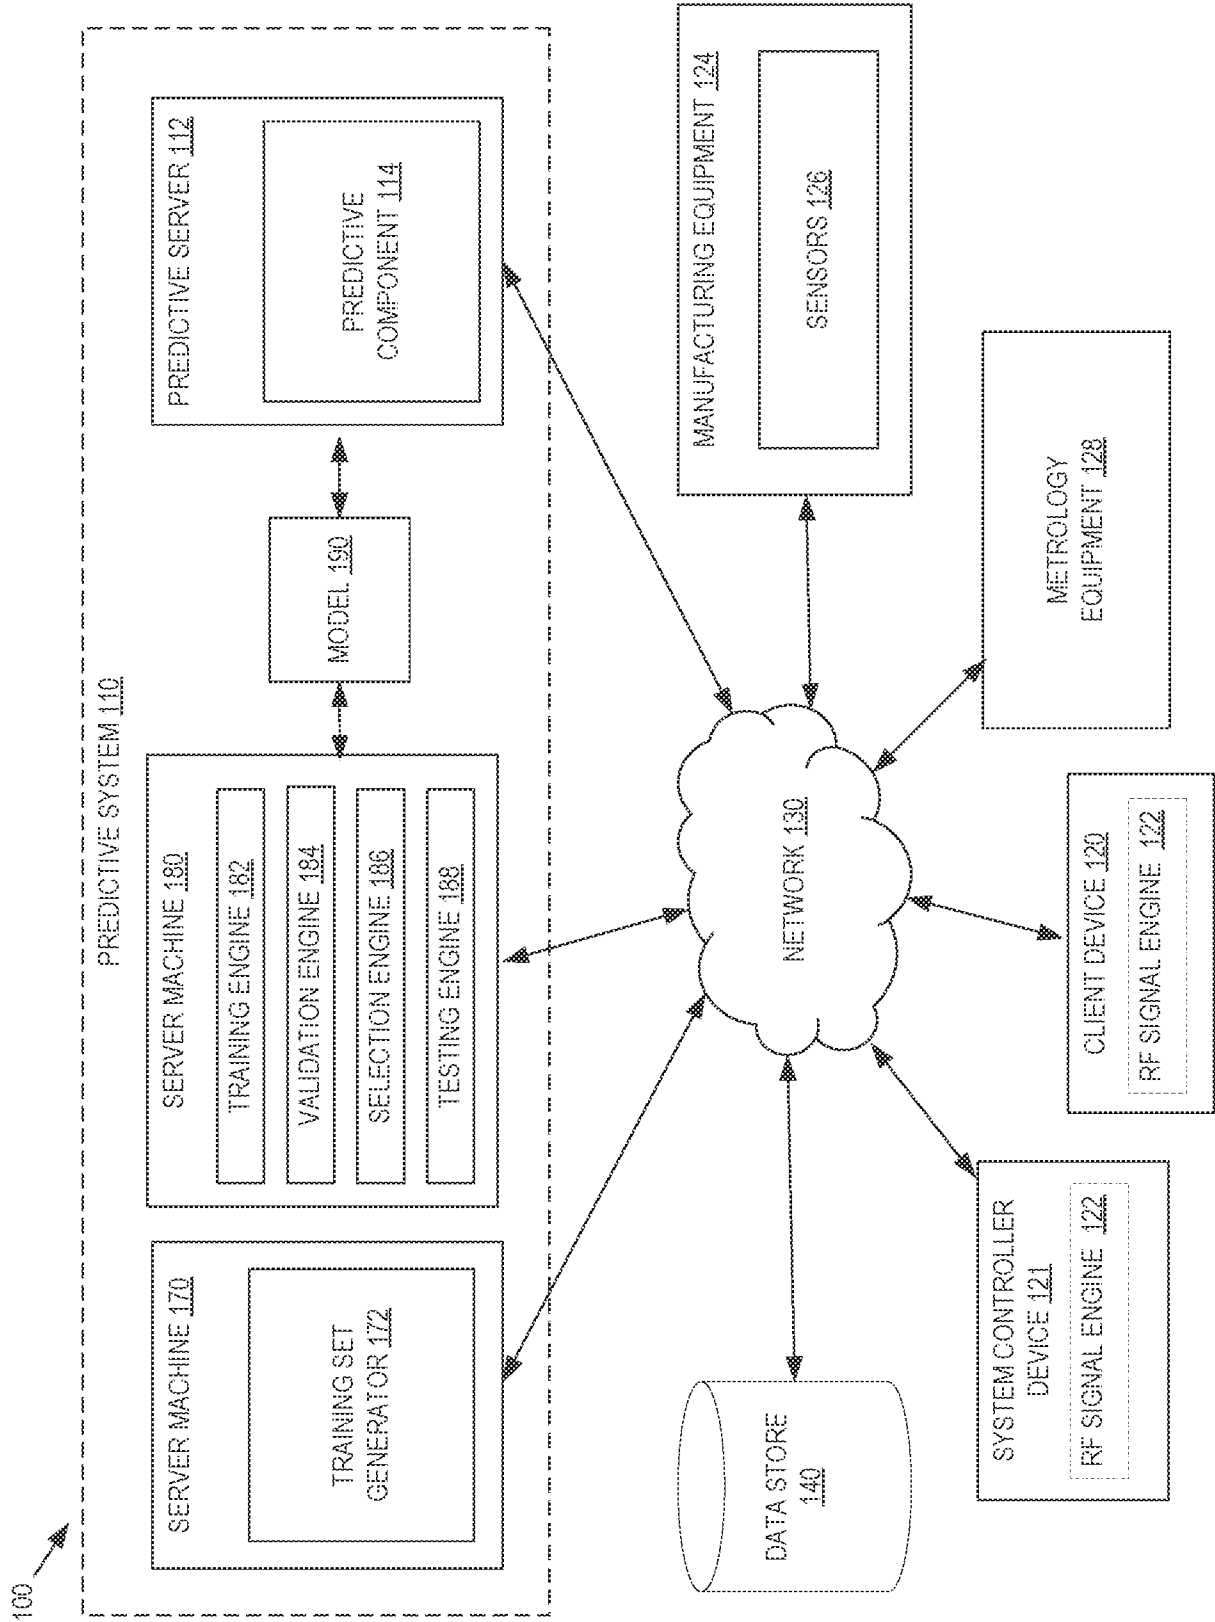 100
PREDICTIVE SYSTEM 110
SERVER MACHINE 170
TRAINING SET
GENERATOR 172
SERVER MACHINE 180
TRAINING ENGINE 182
VALIDATION ENGINE 184
SELECTION ENGINE 186
TESTING ENGINE 188
MODEL 190
PREDICTIVE SERVER 112
PREDICTIVE
COMPONENT 114
NETWORK 130
DATA STORE
140
SYSTEM CONTROLLER
DEVICE 121
RF SIGNAL ENGINE 122
CLIENT DEVICE 120
RF SIGNAL ENGINE 122
METROLOGY
EQUIPMENT 128
MANUFACTURING EQUIPMENT 124
SENSORS 126